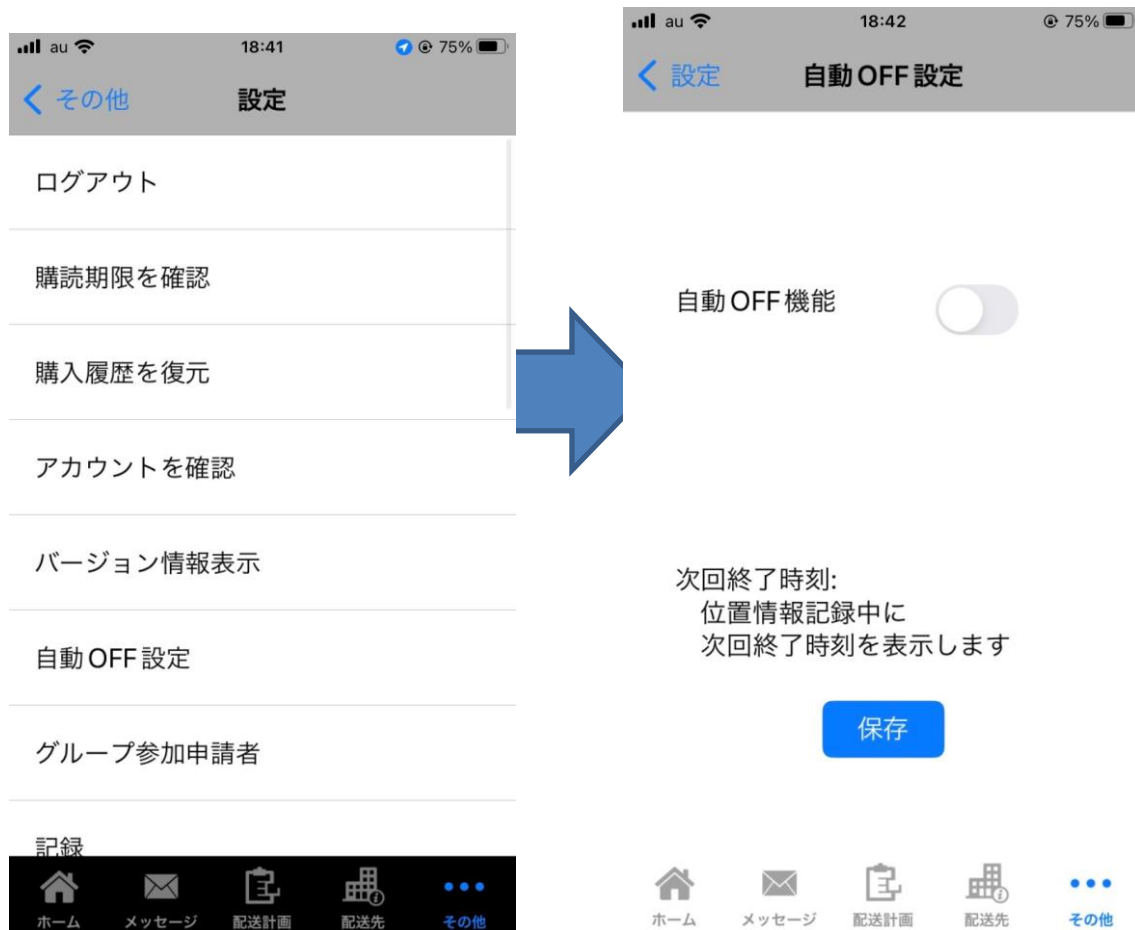 au 18:41 75%
その他 設定
ログアウト
購読期限を確認
購入履歴を復元
アカウントを確認
バージョン情報表示
自動OFF設定
グループ参加申請者
記録
ホーム メッセージ 配送計画 配送先 その他
au 18:42 75%
設定 自動OFF設定
自動OFF機能
次回終了時刻:
位置情報記録中に
次回終了時刻を表示します
保存
ホーム メッセージ 配送計画 配送先 その他